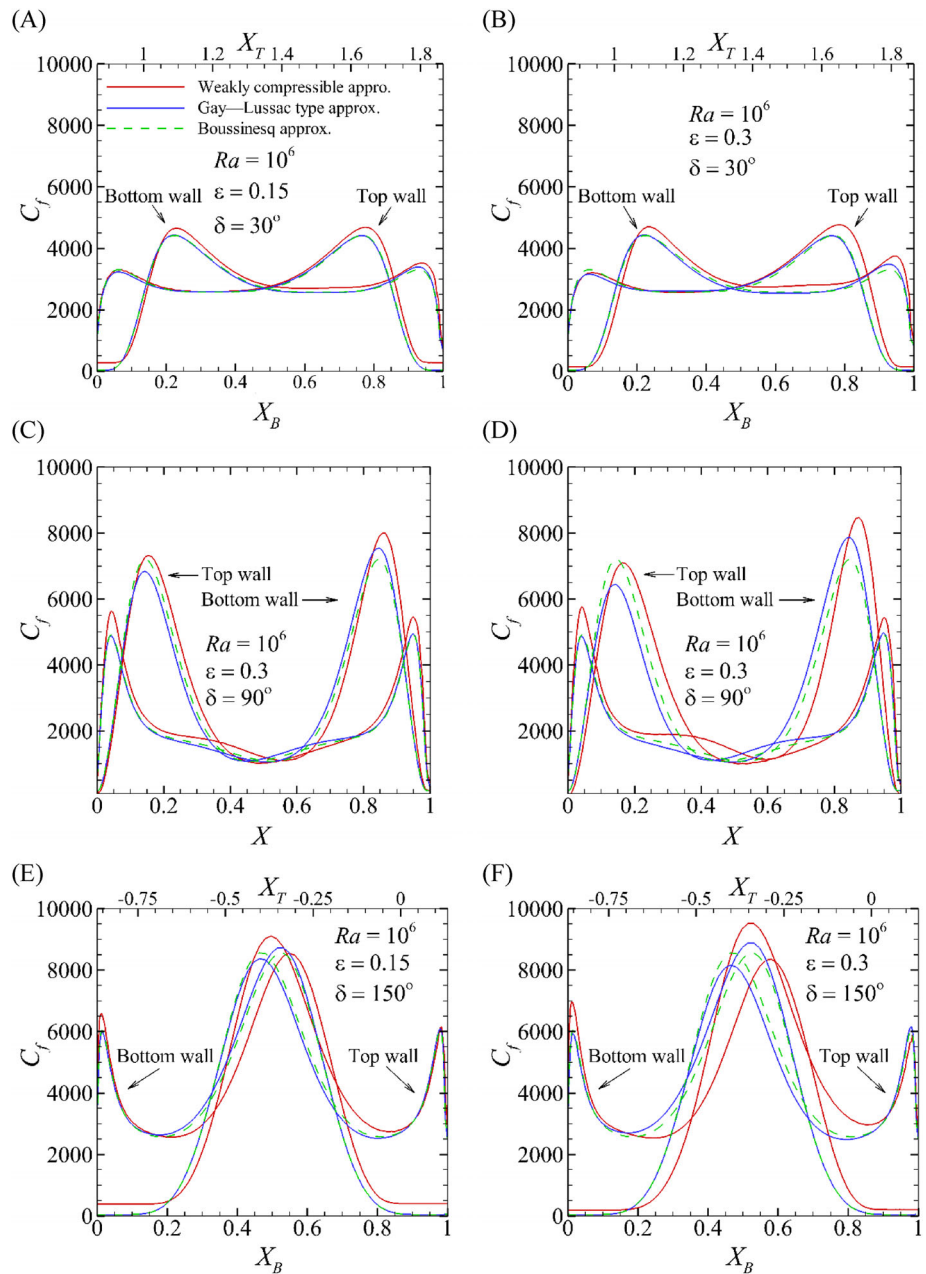 (A)
X_T
1 1.2 1.4 1.6 1.8
10000
8000
6000
4000
2000
0
C_f
Weakly compressible appro.
Gay—Lussac type approx.
Boussinesq approx.
Ra = 10^6
ε = 0.15
δ = 30°
Bottom wall
Top wall
0 0.2 0.4 0.6 0.8 1
X_B
(B)
X_T
1 1.2 1.4 1.6 1.8
10000
8000
6000
4000
2000
0
C_f
Ra = 10^6
ε = 0.3
δ = 30°
Bottom wall
Top wall
0 0.2 0.4 0.6 0.8 1
X_B
(C)
10000
8000
6000
4000
2000
C_f
Top wall
Bottom wall
Ra = 10^6
ε = 0.3
δ = 90°
0 0.2 0.4 0.6 0.8 1
X
(D)
10000
8000
6000
4000
2000
C_f
Top wall
Bottom wall
Ra = 10^6
ε = 0.3
δ = 90°
0 0.2 0.4 0.6 0.8 1
X
(E)
X_T
-0.75 -0.5 -0.25 0
10000
8000
6000
4000
2000
0
C_f
Ra = 10^6
ε = 0.15
δ = 150°
Bottom wall
Top wall
0 0.2 0.4 0.6 0.8 1
X_B
(F)
X_T
-0.75 -0.5 -0.25 0
10000
8000
6000
4000
2000
0
C_f
Ra = 10^6
ε = 0.3
δ = 150°
Bottom wall
Top wall
0 0.2 0.4 0.6 0.8 1
X_B